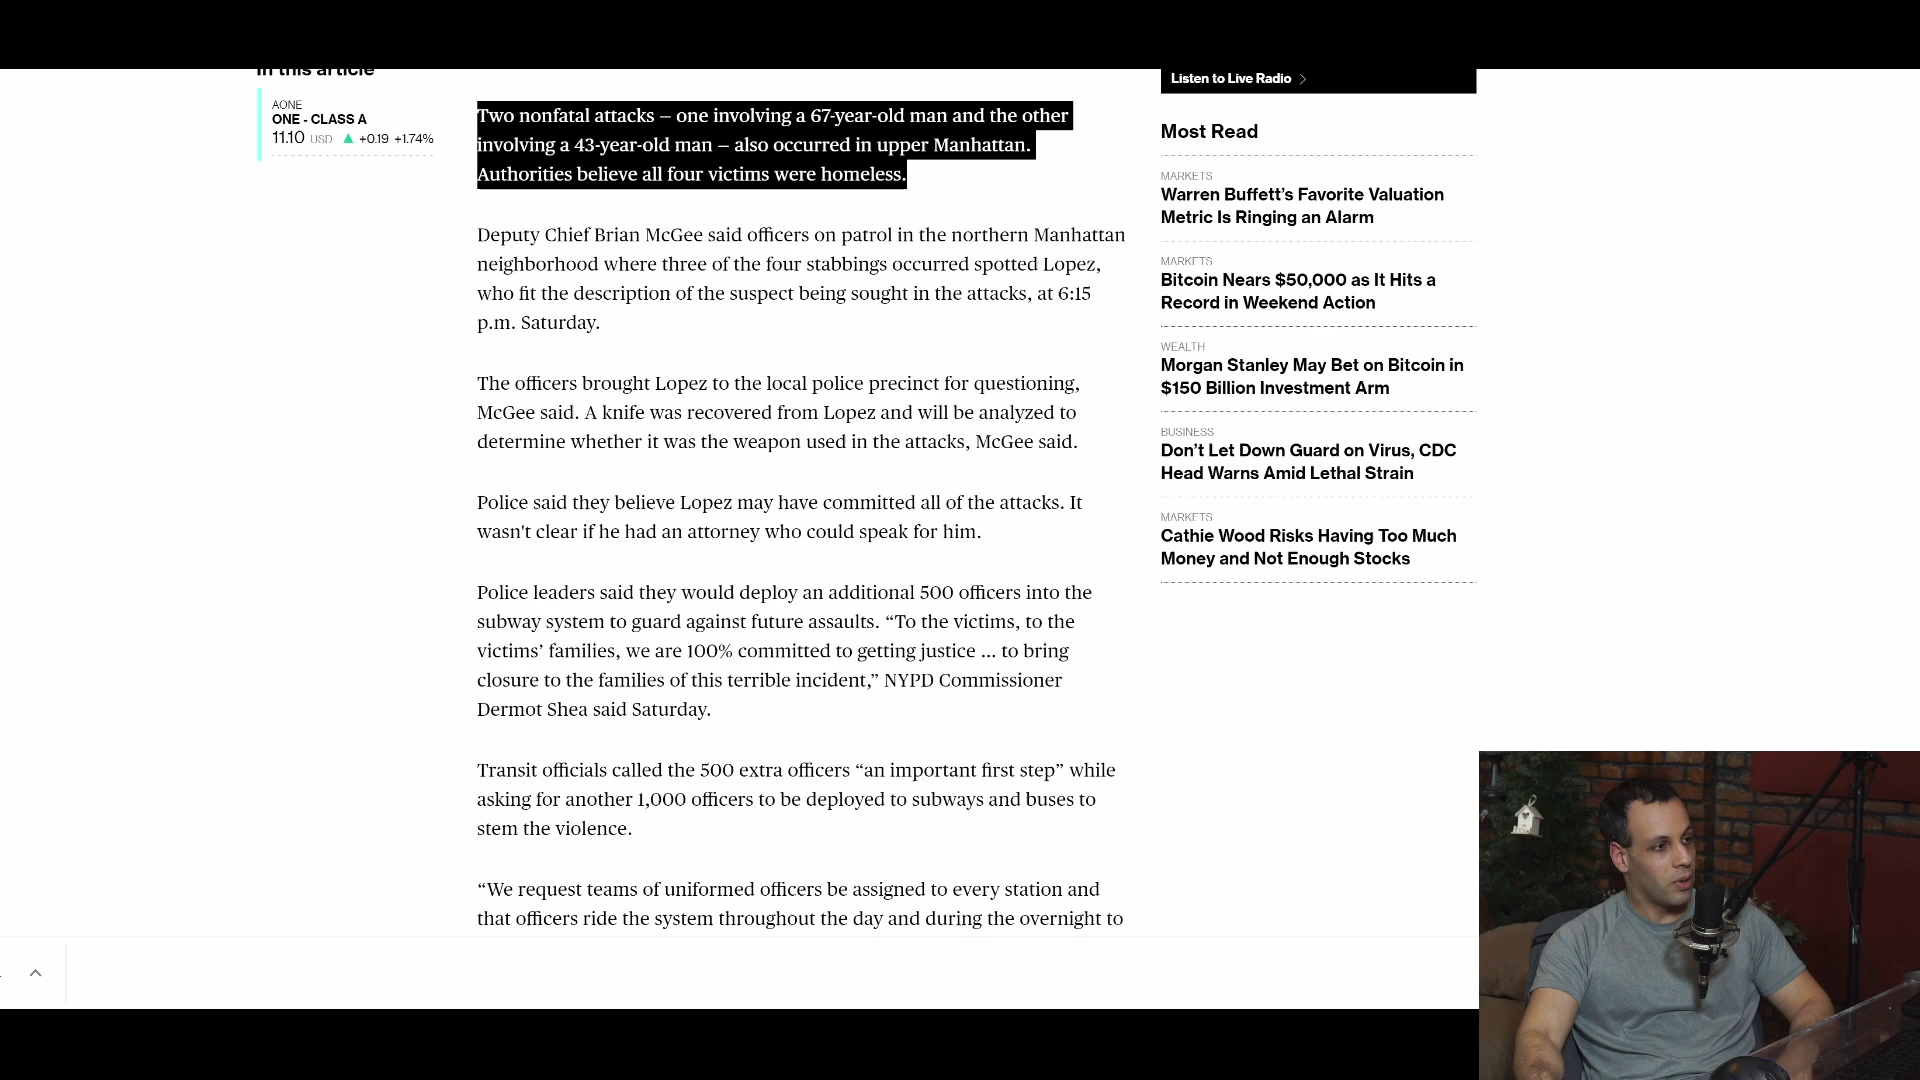 In this article
AONE
ONE - CLASS A
11.10 USD ▲ +0.19 +1.74%
Two nonfatal attacks — one involving a 67-year-old man and the other
involving a 43-year-old man — also occurred in upper Manhattan.
Authorities believe all four victims were homeless.
Deputy Chief Brian McGee said officers on patrol in the northern Manhattan
neighborhood where three of the four stabbings occurred spotted Lopez,
who fit the description of the suspect being sought in the attacks, at 6:15
p.m. Saturday.
The officers brought Lopez to the local police precinct for questioning,
McGee said. A knife was recovered from Lopez and will be analyzed to
determine whether it was the weapon used in the attacks, McGee said.
Police said they believe Lopez may have committed all of the attacks. It
wasn't clear if he had an attorney who could speak for him.
Police leaders said they would deploy an additional 500 officers into the
subway system to guard against future assaults. “To the victims, to the
victims’ families, we are 100% committed to getting justice ... to bring
closure to the families of this terrible incident,” NYPD Commissioner
Dermot Shea said Saturday.
Transit officials called the 500 extra officers “an important first step” while
asking for another 1,000 officers to be deployed to subways and buses to
stem the violence.
“We request teams of uniformed officers be assigned to every station and
that officers ride the system throughout the day and during the overnight to
Listen to Live Radio >
Most Read
MARKETS
Warren Buffett’s Favorite Valuation
Metric Is Ringing an Alarm
MARKETS
Bitcoin Nears $50,000 as It Hits a
Record in Weekend Action
WEALTH
Morgan Stanley May Bet on Bitcoin in
$150 Billion Investment Arm
BUSINESS
Don’t Let Down Guard on Virus, CDC
Head Warns Amid Lethal Strain
MARKETS
Cathie Wood Risks Having Too Much
Money and Not Enough Stocks